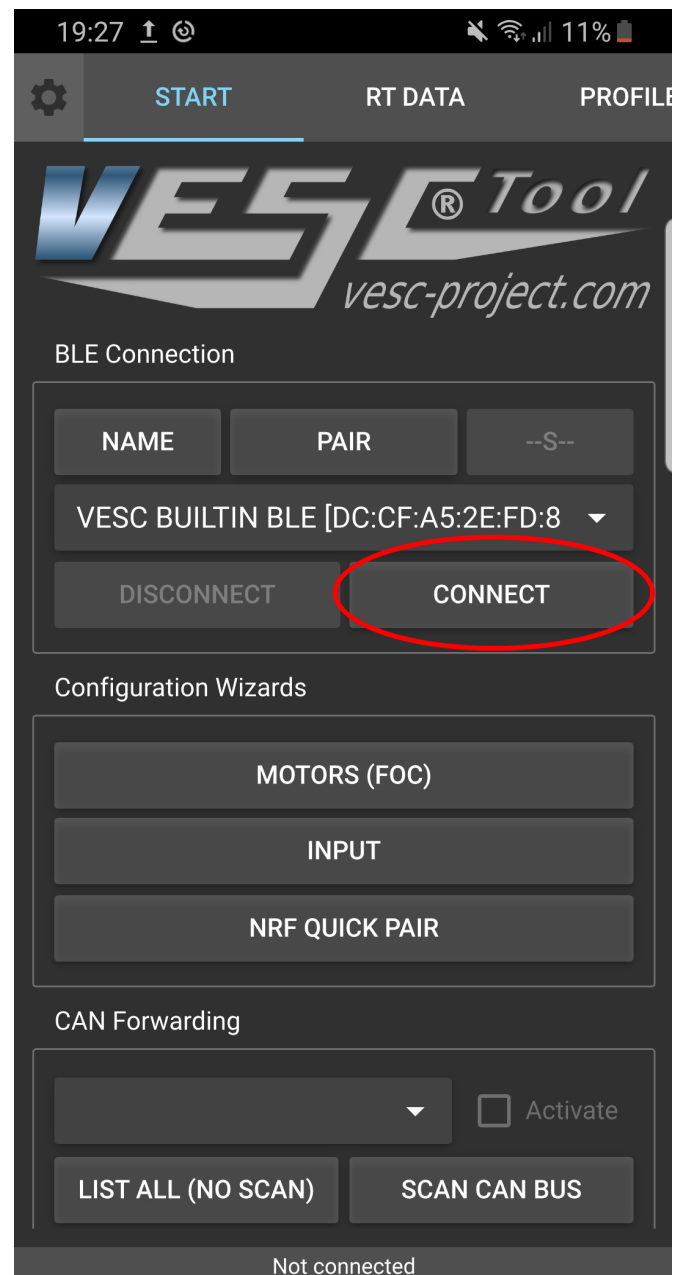 19:27 11%
START RT DATA PROFILE
VESC® Tool
vesc-project.com
BLE Connection
NAME PAIR --S--
VESC BUILTIN BLE [DC:CF:A5:2E:FD:8
DISCONNECT CONNECT
Configuration Wizards
MOTORS (FOC)
INPUT
NRF QUICK PAIR
CAN Forwarding
Activate
LIST ALL (NO SCAN) SCAN CAN BUS
Not connected